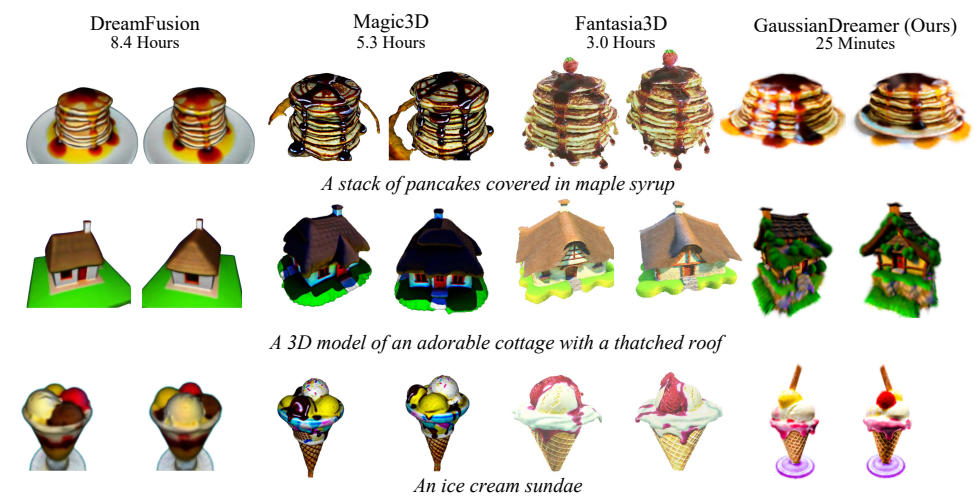 DreamFusion
8.4 Hours
Magic3D
5.3 Hours
Fantasia3D
3.0 Hours
GaussianDreamer (Ours)
25 Minutes
A stack of pancakes covered in maple syrup
A 3D model of an adorable cottage with a thatched roof
An ice cream sundae